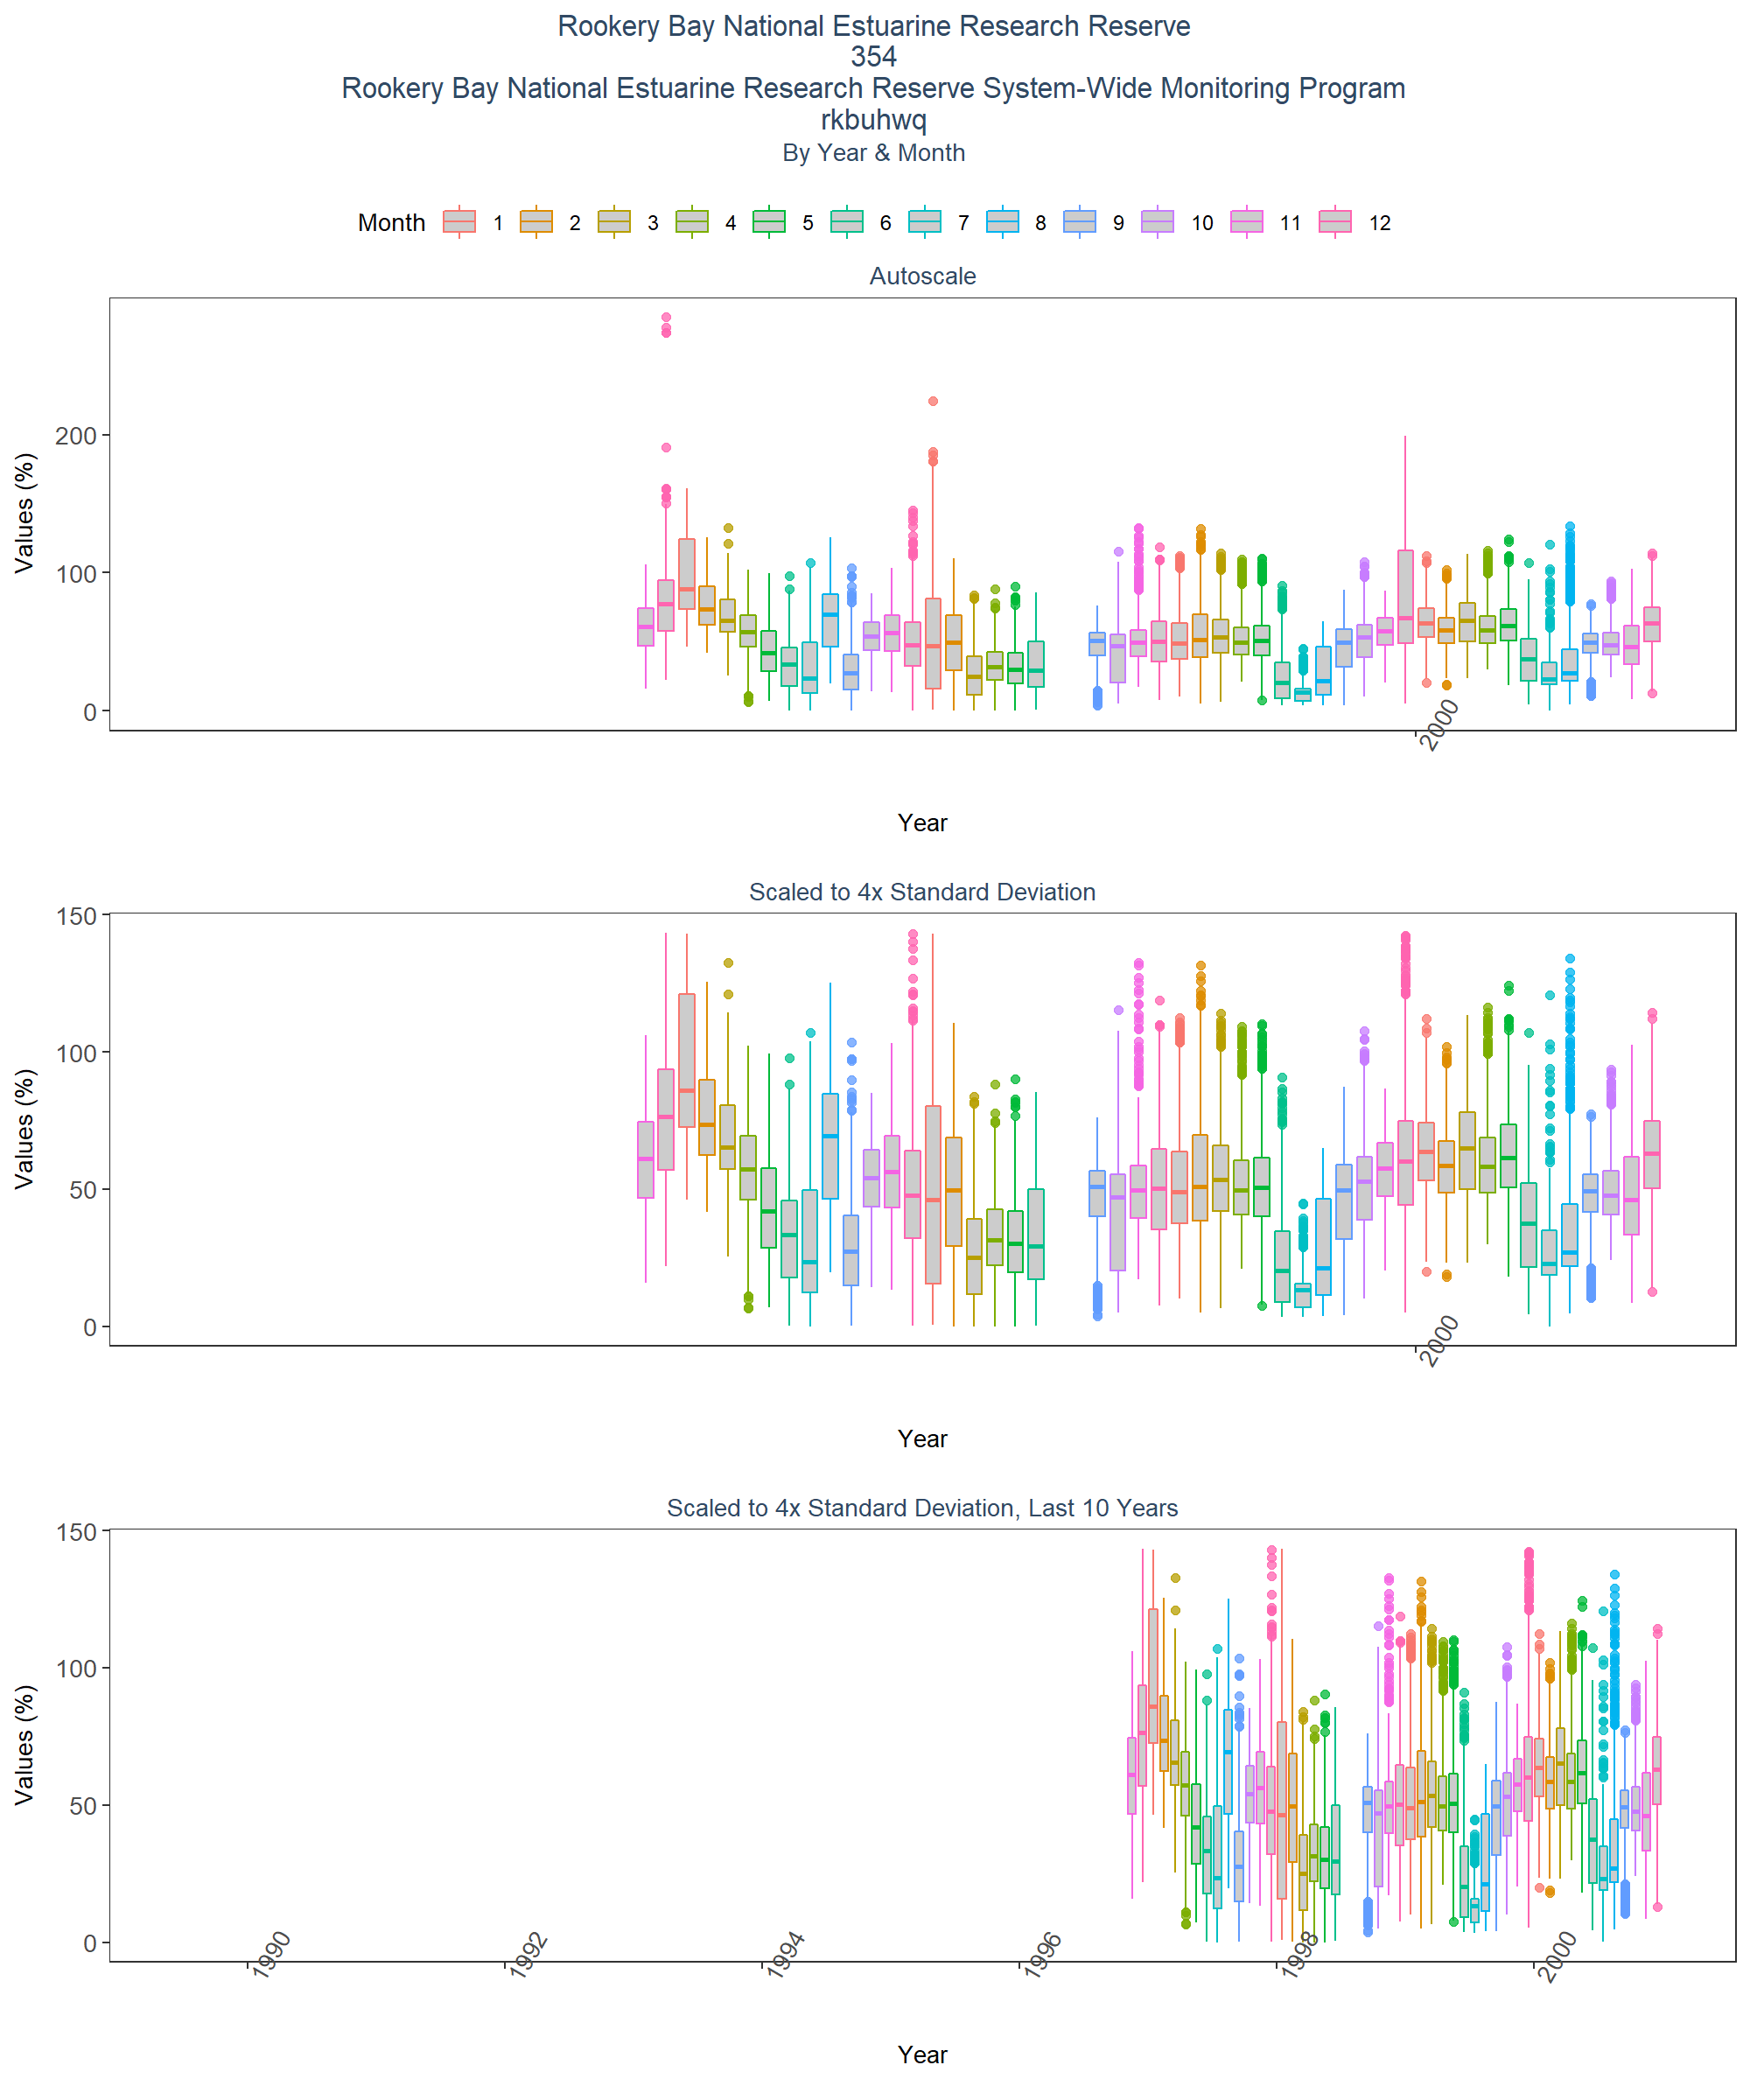 Rookery Bay National Estuarine Research Reserve
354
Rookery Bay National Estuarine Research Reserve System-Wide Monitoring Program
rkbuhwq
By Year & Month
Month 1 2 3 4 5 6 7 8 9 10 11 12
Autoscale
Values (%)
200
100
0
2000
Year
Scaled to 4x Standard Deviation
Values (%)
150
100
50
0
2000
Year
Scaled to 4x Standard Deviation, Last 10 Years
Values (%)
150
100
50
0
1990 1992 1994 1996 1998 2000
Year